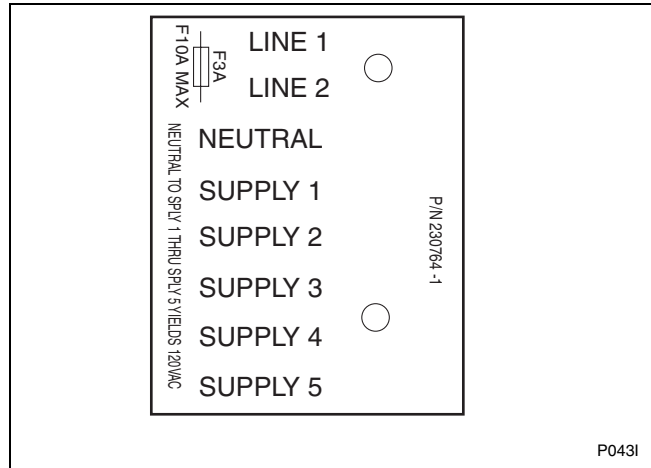 F10A MAX
F3A
LINE 1
LINE 2
NEUTRAL
SUPPLY 1
SUPPLY 2
SUPPLY 3
SUPPLY 4
SUPPLY 5
NEUTRAL TO SPLY 1 THRU SPLY 5 YIELDS 120VAC
P/N 230764 -1
P043I